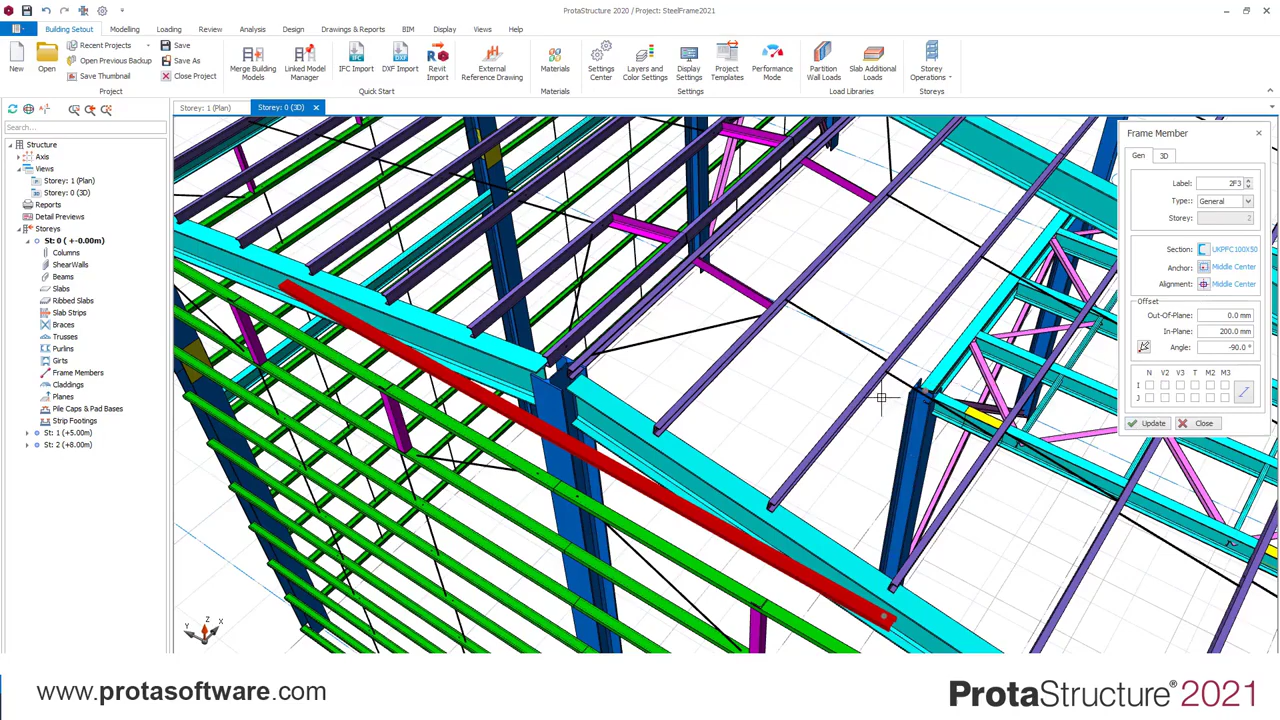 ProtaStructure 2020 / Project: SteelFrame2021
Building Setout Modelling Loading Review Analysis Design Drawings & Reports BIM Display Views Help
New
Open
Recent Projects
Open Previous Backup
Save Thumbnail
Save
Save As
Close Project
Merge Building Models
Linked Model Manager
IFC Import
DXF Import
Revit Import
External Reference Drawing
Materials
Settings Center
Layers and Color Settings
Display Settings
Project Templates
Performance Mode
Partition Wall Loads
Slab Additional Loads
Storey Operations
Project
Quick Start
Materials
Settings
Load Libraries
Storeys
Storey: 1 (Plan)
Storey: 0 (3D)
Search...
Structure
Axis
Views
Storey: 1 (Plan)
Storey: 0 (3D)
Reports
Detail Previews
Storeys
St: 0 ( +-0.00m)
Columns
ShearWalls
Beams
Slabs
Ribbed Slabs
Slab Strips
Braces
Trusses
Purlins
Girts
Frame Members
Claddings
Planes
Pile Caps & Pad Bases
Strip Footings
St: 1 (+5.00m)
St: 2 (+8.00m)
Frame Member
Gen 3D
Label: 2F3
Type: General
Storey: 2
Section: UKPFC100X50
Anchor: Middle Center
Alignment: Middle Center
Offset
Out-Of-Plane: 0.0 mm
In-Plane: 200.0 mm
Angle: -90.0 °
N V2 V3 T M2 M3
I
J
Update Close
Z
Y X
www.protasoftware.com
ProtaStructure® 2021